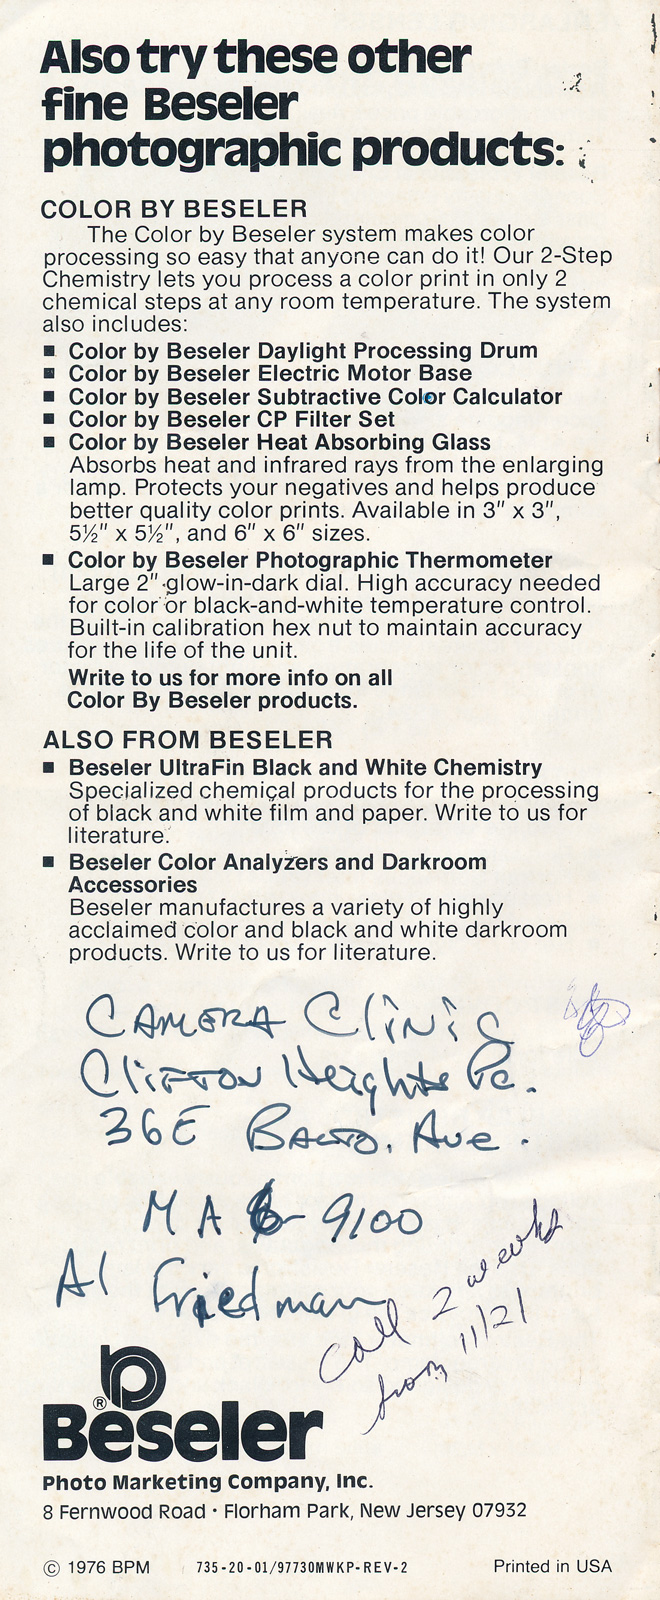 Also try these other
fine Beseler
photographic products:
COLOR BY BESELER
The Color by Beseler system makes color
processing so easy that anyone can do it! Our 2-Step
Chemistry lets you process a color print in only 2
chemical steps at any room temperature. The system
also includes:
■ Color by Beseler Daylight Processing Drum
■ Color by Beseler Electric Motor Base
■ Color by Beseler Subtractive Color Calculator
■ Color by Beseler CP Filter Set
■ Color by Beseler Heat Absorbing Glass
Absorbs heat and infrared rays from the enlarging
lamp. Protects your negatives and helps produce
better quality color prints. Available in 3" x 3",
5½" x 5½", and 6" x 6" sizes.
■ Color by Beseler Photographic Thermometer
Large 2" glow-in-dark dial. High accuracy needed
for color or black-and-white temperature control.
Built-in calibration hex nut to maintain accuracy
for the life of the unit.
Write to us for more info on all
Color By Beseler products.
ALSO FROM BESELER
■ Beseler UltraFin Black and White Chemistry
Specialized chemical products for the processing
of black and white film and paper. Write to us for
literature.
■ Beseler Color Analyzers and Darkroom
Accessories
Beseler manufactures a variety of highly
acclaimed color and black and white darkroom
products. Write to us for literature.
CAMERA CLiNiC
CLiFTON Heights Pa.
36 E BALTO. Ave.
MA 6-9100
Al Friedman
Call 2 weeks
from 11/21
® Beseler
Photo Marketing Company, Inc.
8 Fernwood Road · Florham Park, New Jersey 07932
© 1976 BPM 735-20-01/97730MWKP-REV-2 Printed in USA